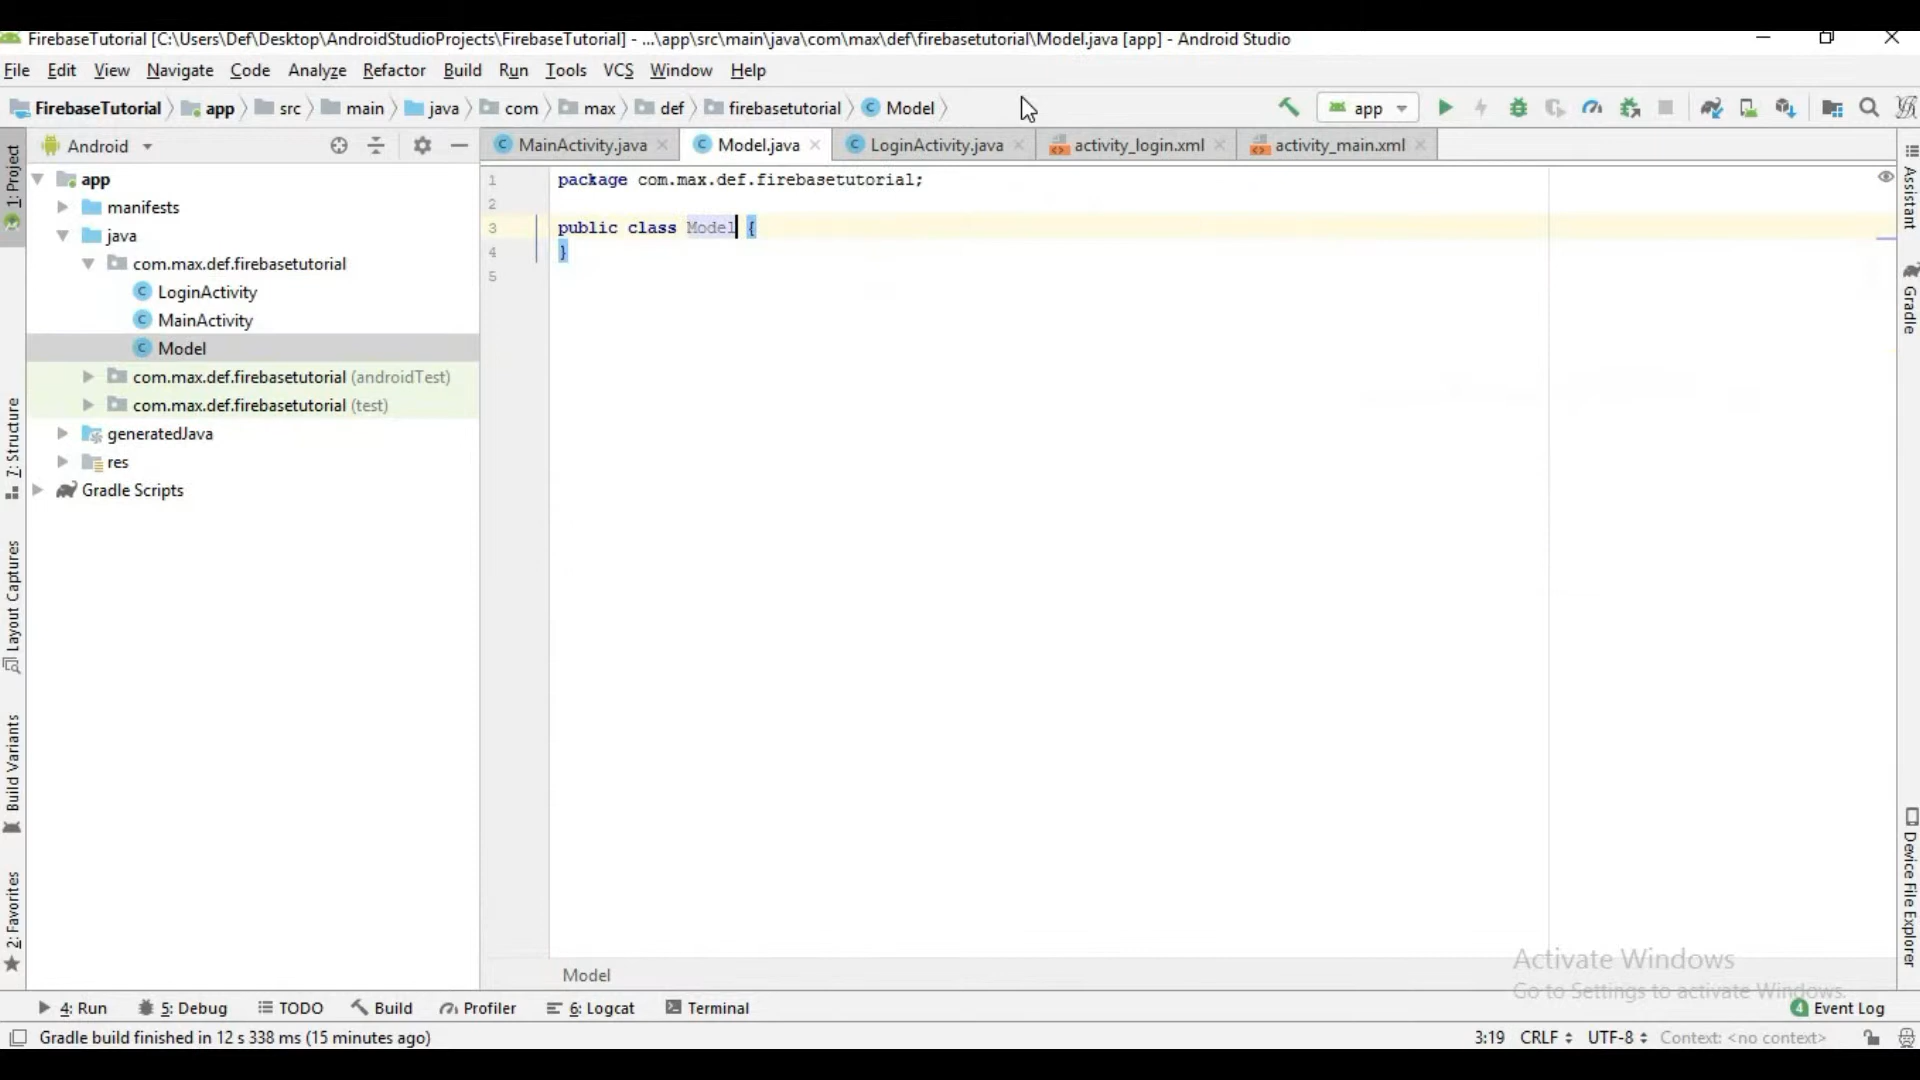 FirebaseTutorial [C:\Users\Def\Desktop\AndroidStudioProjects\FirebaseTutorial] - ...\app\src\main\java\com\max\def\firebasetutorial\Model.java [app] - Android Studio
File Edit View Navigate Code Analyze Refactor Build Run Tools VCS Window Help
FirebaseTutorial app src main java com max def firebasetutorial Model
app
1: Project
Android
MainActivity.java
Model.java
LoginActivity.java
activity_login.xml
activity_main.xml
app
manifests
java
com.max.def.firebasetutorial
LoginActivity
MainActivity
Model
com.max.def.firebasetutorial (androidTest)
com.max.def.firebasetutorial (test)
generatedJava
res
Gradle Scripts
7: Structure
Layout Captures
Build Variants
2: Favorites
1 package com.max.def.firebasetutorial;
2
3 public class Model {
4 }
5
Model
Assistant
Gradle
Device File Explorer
Activate Windows
Go to Settings to activate Windows.
4: Run 5: Debug TODO Build Profiler 6: Logcat Terminal
4 Event Log
Gradle build finished in 12 s 338 ms (15 minutes ago)
3:19 CRLF UTF-8 Context: <no context>